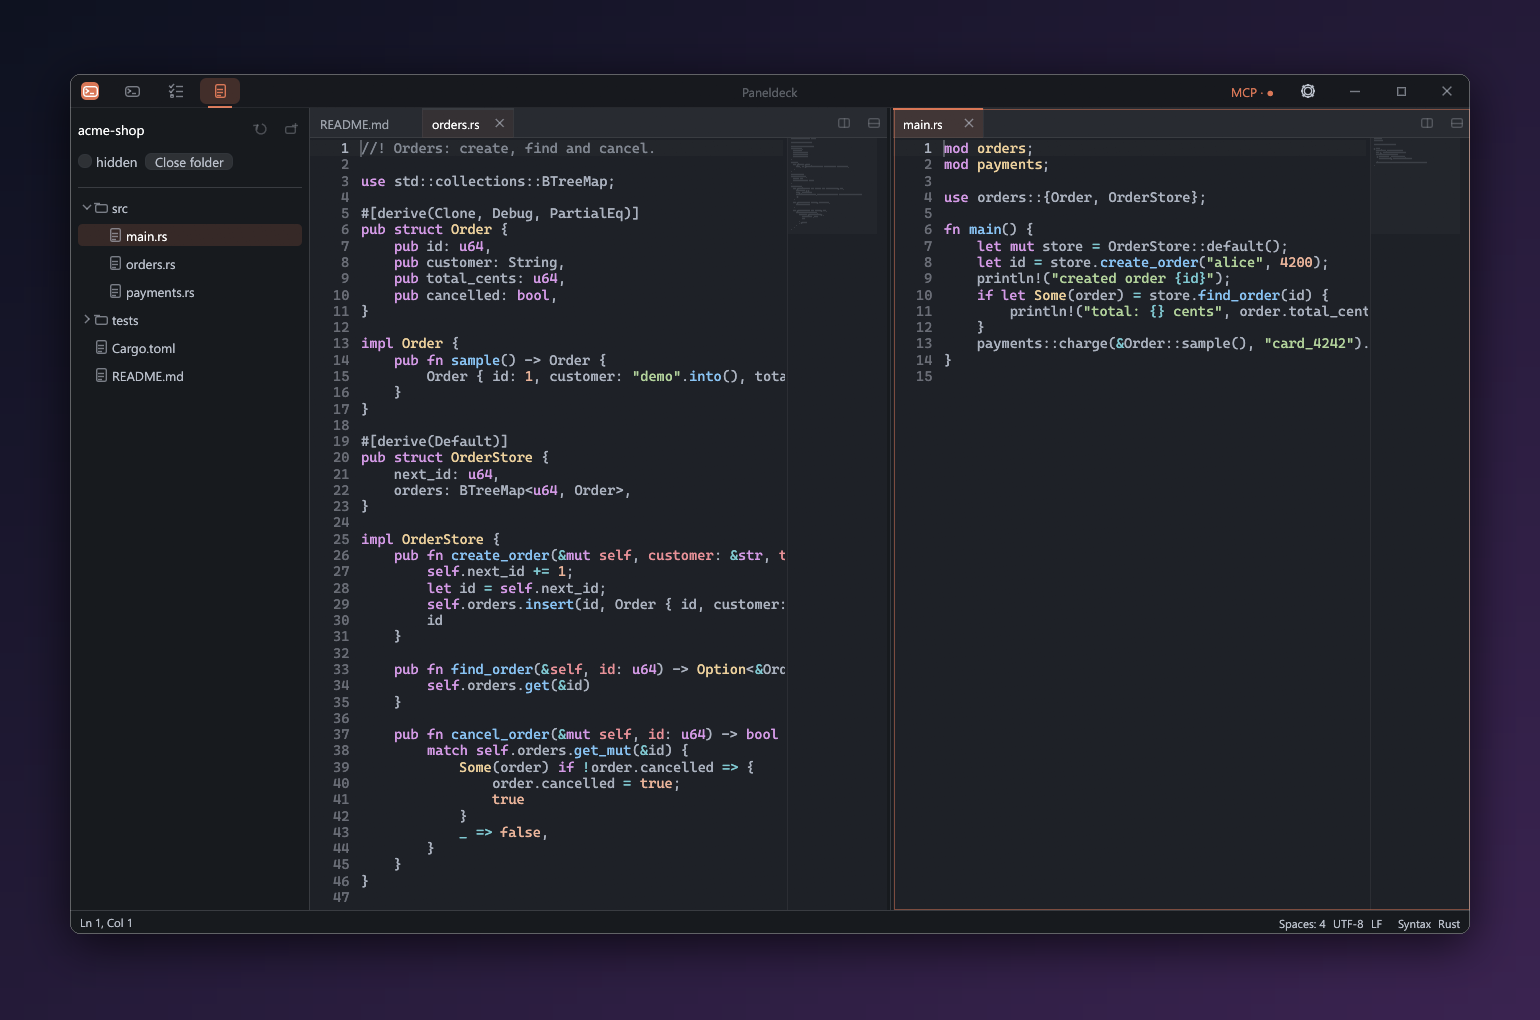 Paneldeck
MCP
acme-shop
hidden
Close folder
src
main.rs
orders.rs
payments.rs
tests
Cargo.toml
README.md
README.md
orders.rs
1 //! Orders: create, find and cancel.
2
3 use std::collections::BTreeMap;
4
5 #[derive(Clone, Debug, PartialEq)]
6 pub struct Order {
7     pub id: u64,
8     pub customer: String,
9     pub total_cents: u64,
10     pub cancelled: bool,
11 }
12
13 impl Order {
14     pub fn sample() -> Order {
15         Order { id: 1, customer: "demo".into(), tota
16     }
17 }
18
19 #[derive(Default)]
20 pub struct OrderStore {
21     next_id: u64,
22     orders: BTreeMap<u64, Order>,
23 }
24
25 impl OrderStore {
26     pub fn create_order(&mut self, customer: &str, t
27         self.next_id += 1;
28         let id = self.next_id;
29         self.orders.insert(id, Order { id, customer:
30         id
31     }
32
33     pub fn find_order(&self, id: u64) -> Option<&Orc
34         self.orders.get(&id)
35     }
36
37     pub fn cancel_order(&mut self, id: u64) -> bool
38         match self.orders.get_mut(&id) {
39             Some(order) if !order.cancelled => {
40                 order.cancelled = true;
41                 true
42             }
43             _ => false,
44         }
45     }
46 }
47
main.rs
1 mod orders;
2 mod payments;
3
4 use orders::{Order, OrderStore};
5
6 fn main() {
7     let mut store = OrderStore::default();
8     let id = store.create_order("alice", 4200);
9     println!("created order {id}");
10     if let Some(order) = store.find_order(id) {
11         println!("total: {} cents", order.total_cent
12     }
13     payments::charge(&Order::sample(), "card_4242").
14 }
15
Ln 1, Col 1
Spaces: 4 UTF-8 LF Syntax Rust